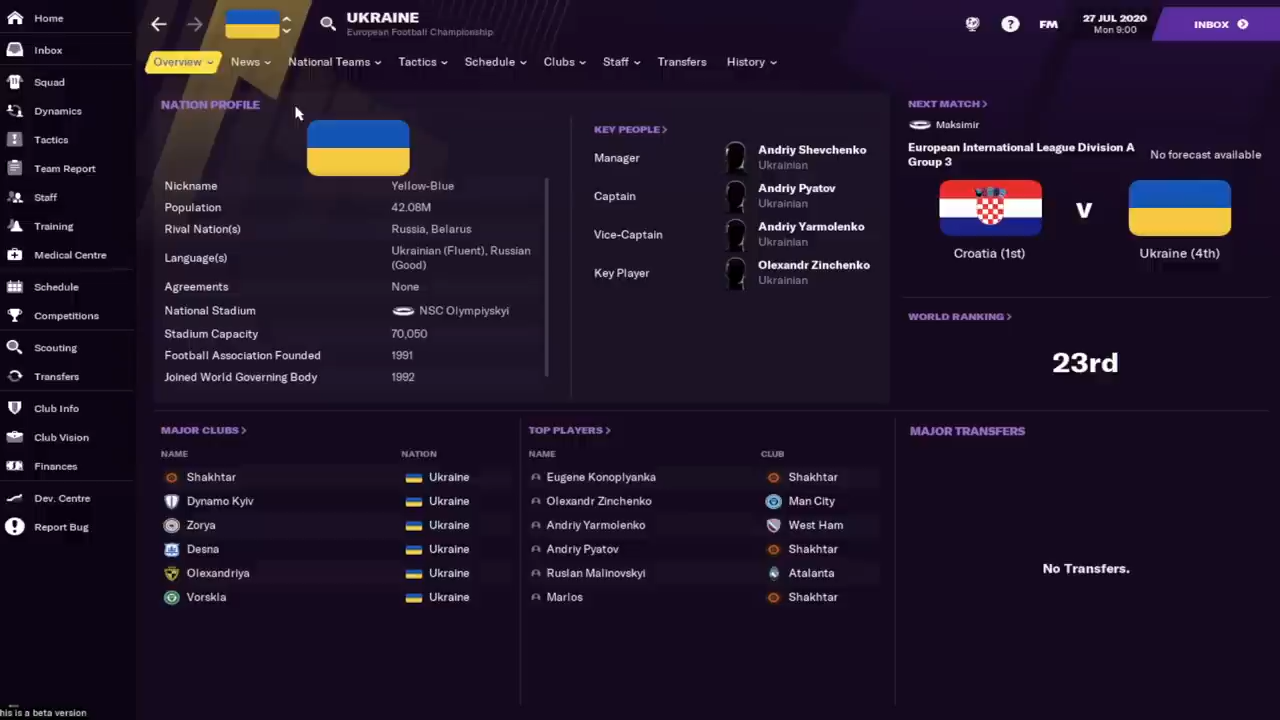 Home
Inbox
Squad
Dynamics
Tactics
Team Report
Staff
Training
Medical Centre
Schedule
Competitions
Scouting
Transfers
Club Info
Club Vision
Finances
Dev. Centre
Report Bug
his is a beta version
UKRAINE
European Football Championship
FM
27 JUL 2020
Mon 9:00
INBOX
Overview
News
National Teams
Tactics
Schedule
Clubs
Staff
Transfers
History
NATION PROFILE
Nickname Yellow-Blue
Population 42.08M
Rival Nation(s) Russia, Belarus
Language(s) Ukrainian (Fluent), Russian
(Good)
Agreements None
National Stadium NSC Olympiyskyi
Stadium Capacity 70,050
Football Association Founded 1991
Joined World Governing Body 1992
KEY PEOPLE >
Manager Andriy Shevchenko
Ukrainian
Captain Andriy Pyatov
Ukrainian
Vice-Captain Andriy Yarmolenko
Ukrainian
Key Player Olexandr Zinchenko
Ukrainian
NEXT MATCH >
Maksimir
European International League Division A
Group 3
No forecast available
V
Croatia (1st) Ukraine (4th)
WORLD RANKING >
23rd
MAJOR CLUBS >
NAME NATION
Shakhtar Ukraine
Dynamo Kyiv Ukraine
Zorya Ukraine
Desna Ukraine
Olexandriya Ukraine
Vorskla Ukraine
TOP PLAYERS >
NAME CLUB
Eugene Konoplyanka Shakhtar
Olexandr Zinchenko Man City
Andriy Yarmolenko West Ham
Andriy Pyatov Shakhtar
Ruslan Malinovskyi Atalanta
Marlos Shakhtar
MAJOR TRANSFERS
No Transfers.